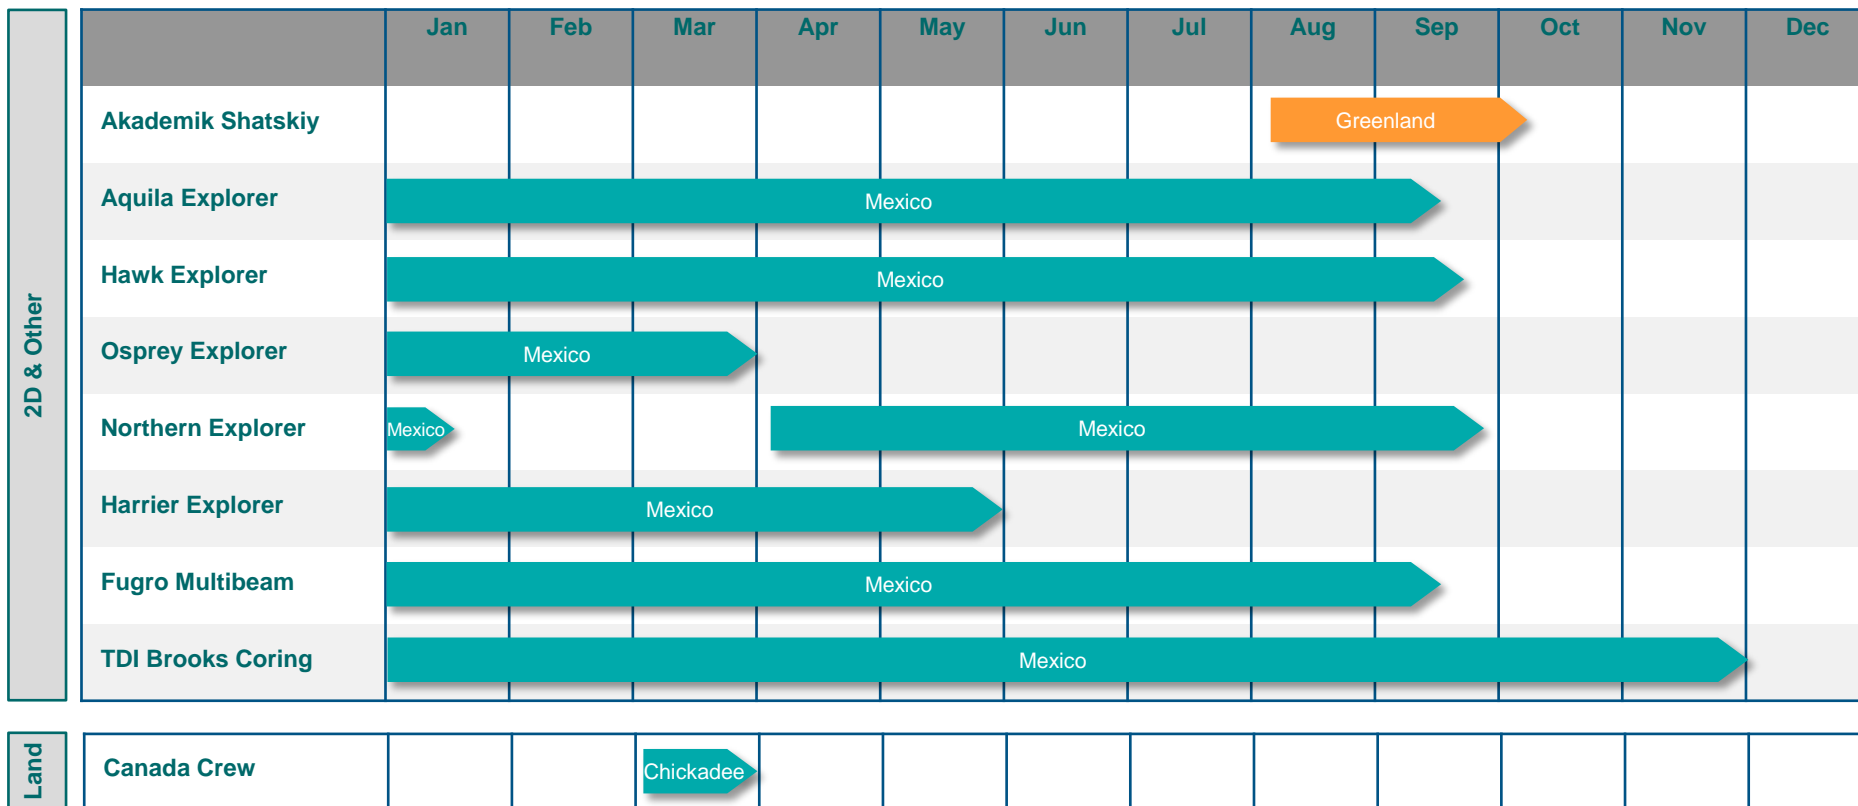 Jan Feb Mar Apr May Jun Jul Aug Sep Oct Nov Dec
2D & Other
Akademik Shatskiy Greenland
Aquila Explorer Mexico
Hawk Explorer Mexico
Osprey Explorer Mexico
Northern Explorer Mexico Mexico
Harrier Explorer Mexico
Fugro Multibeam Mexico
TDI Brooks Coring Mexico
Land
Canada Crew Chickadee